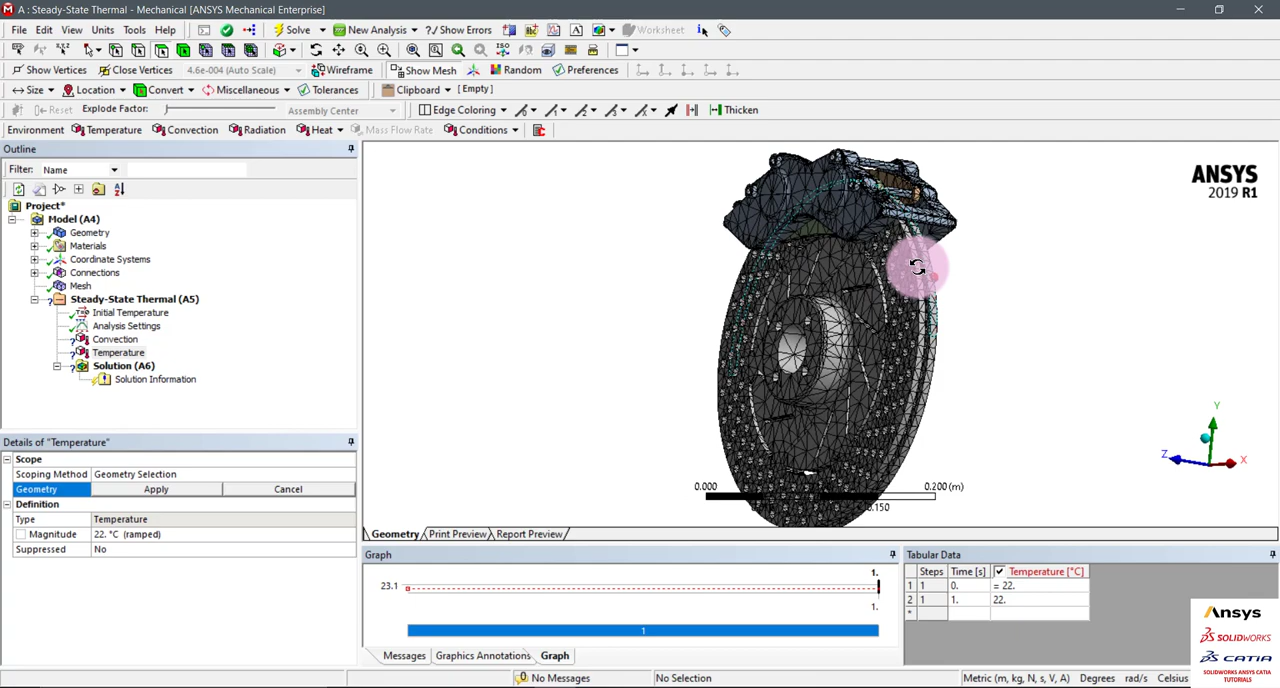 A : Steady-State Thermal - Mechanical [ANSYS Mechanical Enterprise]
File Edit View Units Tools Help Solve New Analysis ?/ Show Errors Worksheet
Show Vertices Close Vertices 4.6e-004 (Auto Scale) Wireframe Show Mesh Random Preferences
Size Location Convert Miscellaneous Tolerances Clipboard [Empty]
Reset Explode Factor: Assembly Center Edge Coloring Thicken
Environment Temperature Convection Radiation Heat Mass Flow Rate Conditions
Outline
Filter: Name
Project*
Model (A4)
Geometry
Materials
Coordinate Systems
Connections
Mesh
Steady-State Thermal (A5)
Initial Temperature
Analysis Settings
Convection
Temperature
Solution (A6)
Solution Information
ANSYS
2019 R1
Details of "Temperature"
Scope
Scoping Method Geometry Selection
Geometry Apply Cancel
Definition
Type Temperature
Magnitude 22. °C (ramped)
Suppressed No
Y
Z
X
0.000 0.200 (m)
0.150
Geometry Print Preview Report Preview
Graph
1.
23.1
1.
1
Messages Graphics Annotations Graph
Tabular Data
Steps Time [s] Temperature [°C]
1 1 0. = 22.
2 1 1. 22.
*
Ansys
SOLIDWORKS
CATIA
SOLIDWORKS ANSYS CATIA
TUTORIALS
No Messages No Selection Metric (m, kg, N, s, V, A) Degrees rad/s Celsius